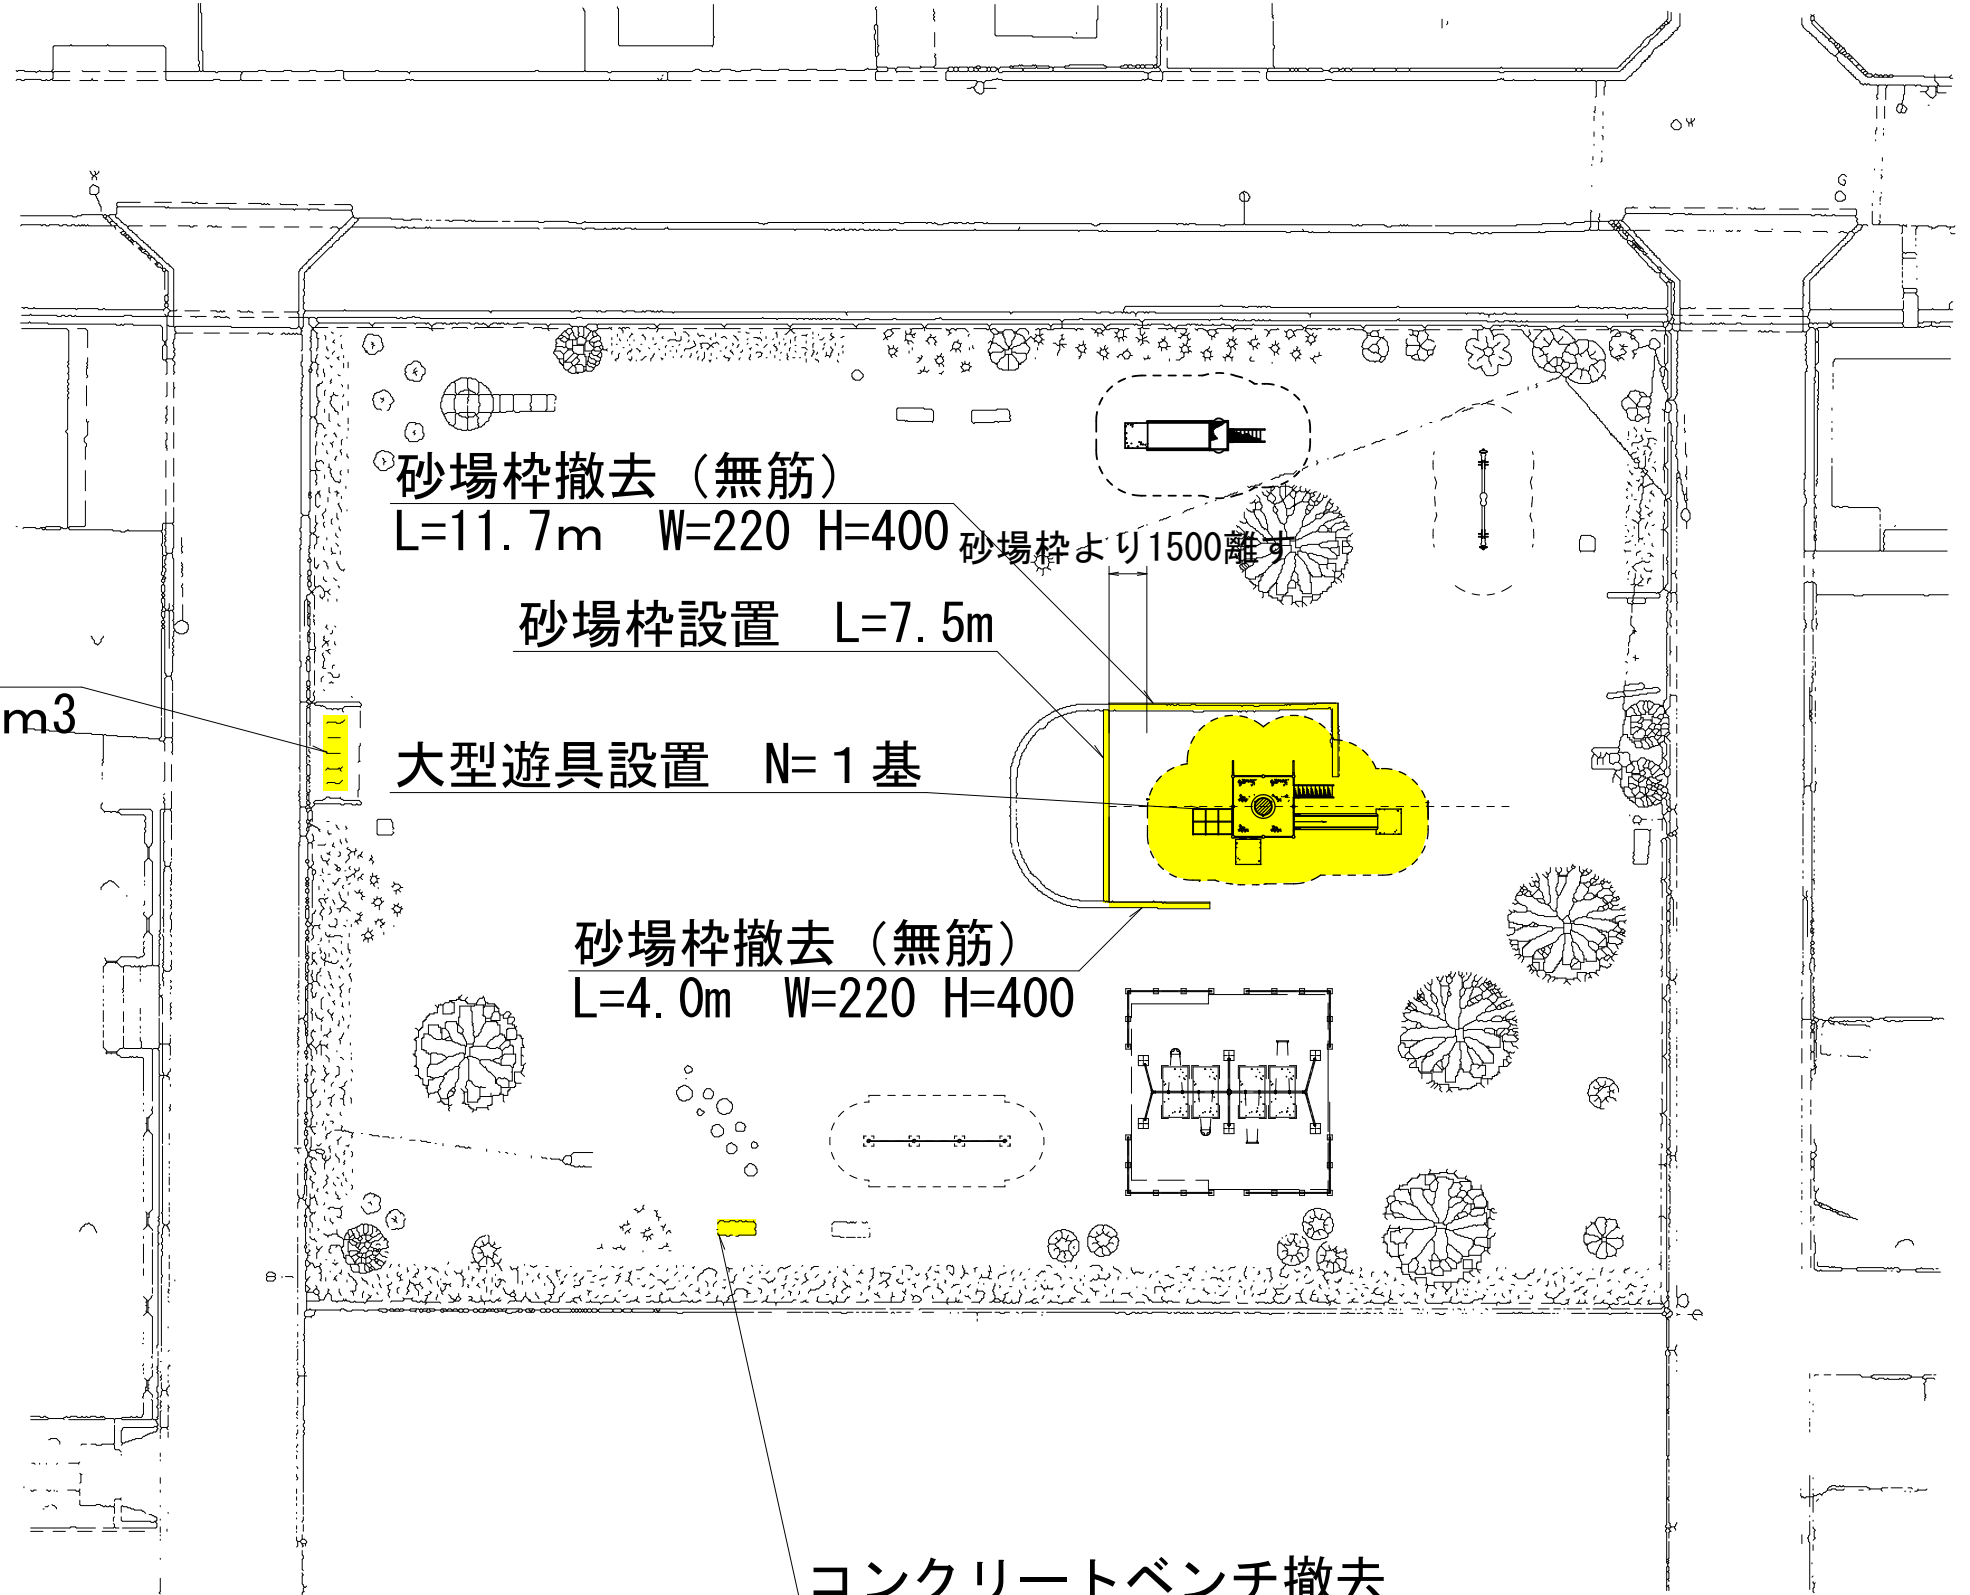 砂場枠撤去（無筋）
L=11.7m　W=220 H=400
砂場枠より1500離す
砂場枠設置　L=7.5m
m3
大型遊具設置　N=１基
砂場枠撤去（無筋）
L=4.0m　W=220 H=400
コンクリートベンチ撤去